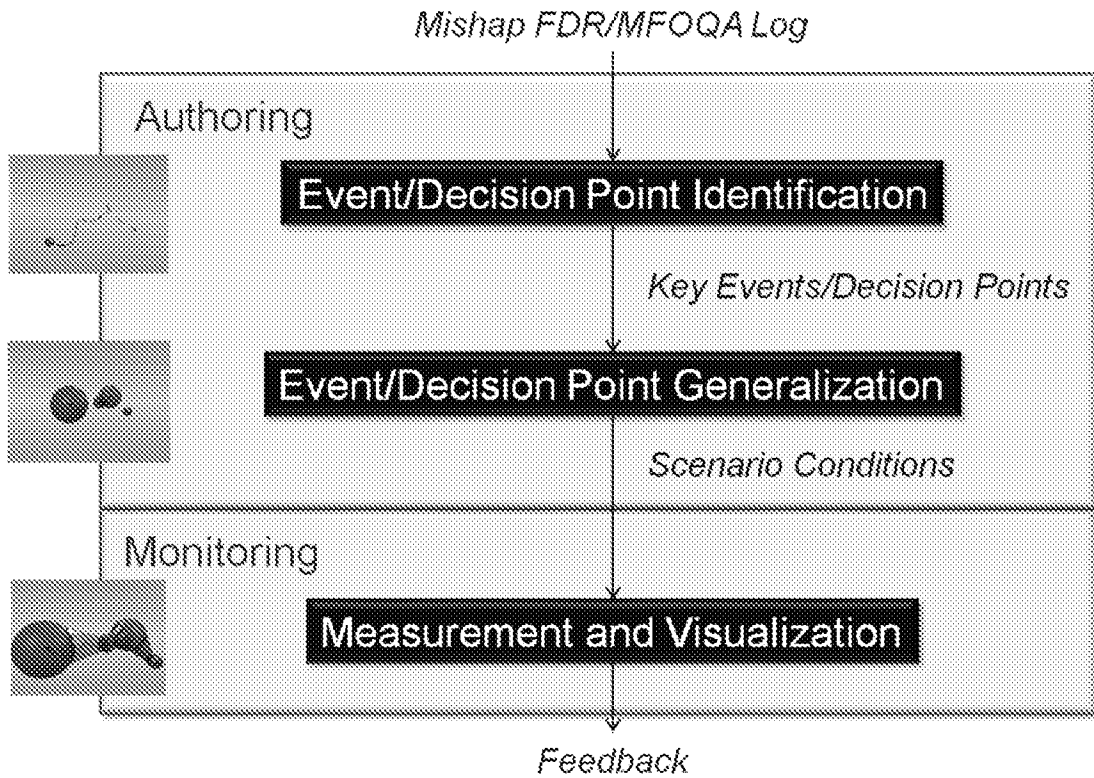 Mishap FDR/MFOQA Log
Authoring
Event/Decision Point Identification
Key Events/Decision Points
Event/Decision Point Generalization
Scenario Conditions
Monitoring
Measurement and Visualization
Feedback